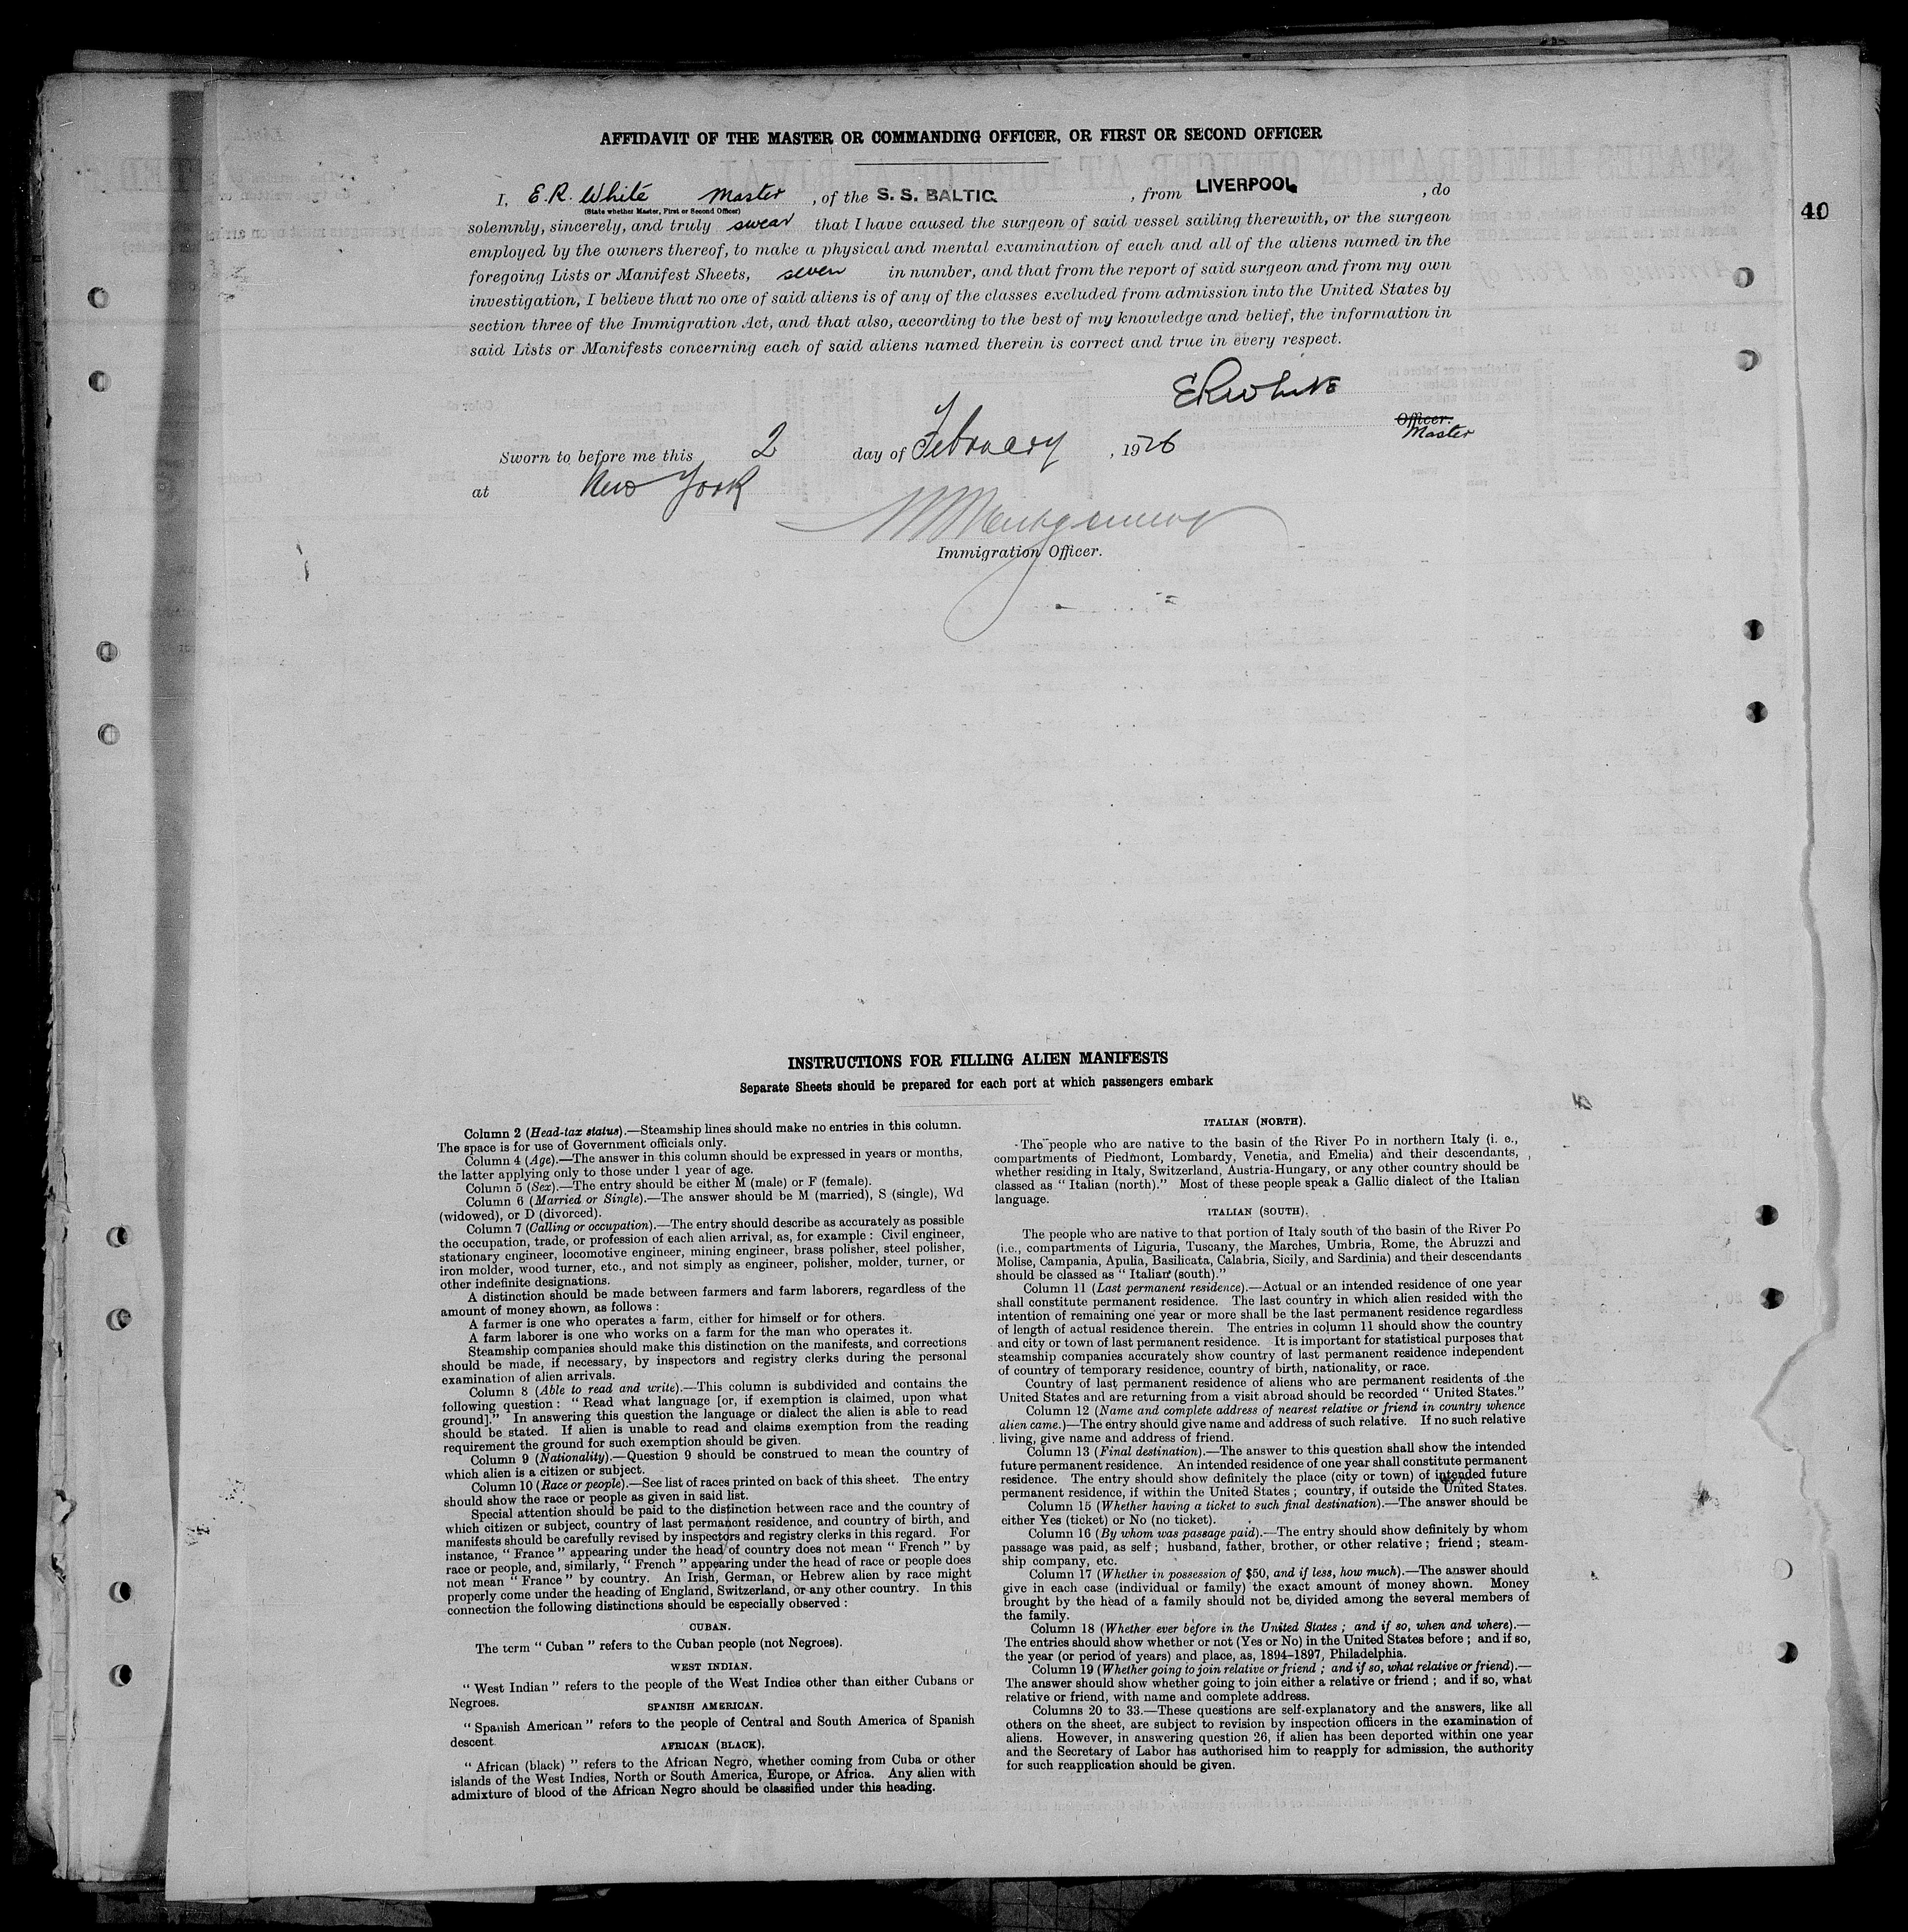 AFFIDAVIT OF THE MASTER OR COMMANDING OFFICER, OR FIRST OR SECOND OFFICER
I, E. R. White Master, of the S. S. BALTIC, from LIVERPOOL, do
(State whether Master, First or Second Officer)
40
solemnly, sincerely, and truly swear that I have caused the surgeon of said vessel sailing therewith, or the surgeon
employed by the owners thereof, to make a physical and mental examination of each and all of the aliens named in the
foregoing Lists or Manifest Sheets, seven in number, and that from the report of said surgeon and from my own
investigation, I believe that no one of said aliens is of any of the classes excluded from admission into the United States by
section three of the Immigration Act, and that also, according to the best of my knowledge and belief, the information in
said Lists or Manifests concerning each of said aliens named therein is correct and true in every respect.
E R White
Officer.
Master
Sworn to before me this 2 day of February, 1926
at New York
Montgomery
Immigration Officer.
INSTRUCTIONS FOR FILLING ALIEN MANIFESTS
Separate Sheets should be prepared for each port at which passengers embark
Column 2 (Head-tax status).—Steamship lines should make no entries in this column.
The space is for use of Government officials only.
Column 4 (Age).—The answer in this column should be expressed in years or months,
the latter applying only to those under 1 year of age.
Column 5 (Sex).—The entry should be either M (male) or F (female).
Column 6 (Married or Single).—The answer should be M (married), S (single), Wd
(widowed), or D (divorced).
Column 7 (Calling or occupation).—The entry should describe as accurately as possible
the occupation, trade, or profession of each alien arrival, as, for example : Civil engineer,
stationary engineer, locomotive engineer, mining engineer, brass polisher, steel polisher,
iron molder, wood turner, etc., and not simply as engineer, polisher, molder, turner, or
other indefinite designations.
A distinction should be made between farmers and farm laborers, regardless of the
amount of money shown, as follows :
A farmer is one who operates a farm, either for himself or for others.
A farm laborer is one who works on a farm for the man who operates it.
Steamship companies should make this distinction on the manifests, and corrections
should be made, if necessary, by inspectors and registry clerks during the personal
examination of alien arrivals.
Column 8 (Able to read and write).—This column is subdivided and contains the
following question : “ Read what language [or, if exemption is claimed, upon what
ground].” In answering this question the language or dialect the alien is able to read
should be stated. If alien is unable to read and claims exemption from the reading
requirement the ground for such exemption should be given.
Column 9 (Nationality).—Question 9 should be construed to mean the country of
which alien is a citizen or subject.
Column 10 (Race or people).—See list of races printed on back of this sheet. The entry
should show the race or people as given in said list.
Special attention should be paid to the distinction between race and the country of
which citizen or subject, country of last permanent residence, and country of birth, and
manifests should be carefully revised by inspectors and registry clerks in this regard. For
instance, “ France ” appearing under the head of country does not mean “ French ” by
race or people, and, similarly, “ French ” appearing under the head of race or people does
not mean “ France ” by country. An Irish, German, or Hebrew alien by race might
properly come under the heading of England, Switzerland, or any other country. In this
connection the following distinctions should be especially observed :
CUBAN.
The term “ Cuban ” refers to the Cuban people (not Negroes).
WEST INDIAN.
“ West Indian ” refers to the people of the West Indies other than either Cubans or
Negroes.
SPANISH AMERICAN.
“ Spanish American ” refers to the people of Central and South America of Spanish
descent.
AFRICAN (BLACK).
“ African (black) ” refers to the African Negro, whether coming from Cuba or other
islands of the West Indies, North or South America, Europe, or Africa. Any alien with
admixture of blood of the African Negro should be classified under this heading.
ITALIAN (NORTH).
The people who are native to the basin of the River Po in northern Italy (i. e.,
compartments of Piedmont, Lombardy, Venetia, and Emelia) and their descendants,
whether residing in Italy, Switzerland, Austria-Hungary, or any other country should be
classed as “ Italian (north).” Most of these people speak a Gallic dialect of the Italian
language.
ITALIAN (SOUTH).
The people who are native to that portion of Italy south of the basin of the River Po
(i.e., compartments of Liguria, Tuscany, the Marches, Umbria, Rome, the Abruzzi and
Molise, Campania, Apulia, Basilicata, Calabria, Sicily, and Sardinia) and their descendants
should be classed as “ Italian (south).”
Column 11 (Last permanent residence).—Actual or an intended residence of one year
shall constitute permanent residence. The last country in which alien resided with the
intention of remaining one year or more shall be the last permanent residence regardless
of length of actual residence therein. The entries in column 11 should show the country
and city or town of last permanent residence. It is important for statistical purposes that
steamship companies accurately show country of last permanent residence independent
of country of temporary residence, country of birth, nationality, or race.
Country of last permanent residence of aliens who are permanent residents of the
United States and are returning from a visit abroad should be recorded “ United States.”
Column 12 (Name and complete address of nearest relative or friend in country whence
alien came.)—The entry should give name and address of such relative. If no such relative
living, give name and address of friend.
Column 13 (Final destination).—The answer to this question shall show the intended
future permanent residence. An intended residence of one year shall constitute permanent
residence. The entry should show definitely the place (city or town) of intended future
permanent residence, if within the United States ; country, if outside the United States.
Column 15 (Whether having a ticket to such final destination).—The answer should be
either Yes (ticket) or No (no ticket).
Column 16 (By whom was passage paid).—The entry should show definitely by whom
passage was paid, as self ; husband, father, brother, or other relative ; friend ; steam-
ship company, etc.
Column 17 (Whether in possession of $50, and if less, how much).—The answer should
give in each case (individual or family) the exact amount of money shown. Money
brought by the head of a family should not be divided among the several members of
the family.
Column 18 (Whether ever before in the United States ; and if so, when and where).—
The entries should show whether or not (Yes or No) in the United States before ; and if so,
the year (or period of years) and place, as, 1894–1897, Philadelphia.
Column 19 (Whether going to join relative or friend ; and if so, what relative or friend).—
The answer should show whether going to join either a relative or friend ; and if so, what
relative or friend, with name and complete address.
Columns 20 to 33.—These questions are self-explanatory and the answers, like all
others on the sheet, are subject to revision by inspection officers in the examination of
aliens. However, in answering question 26, if alien has been deported within one year
and the Secretary of Labor has authorised him to reapply for admission, the authority
for such reapplication should be given.